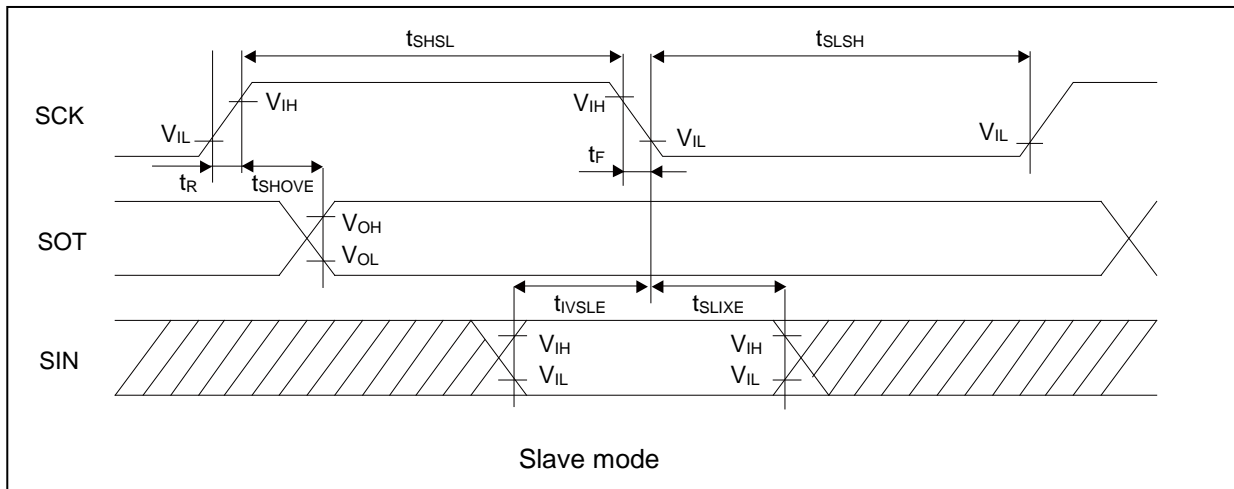 tSHSL
tSLSH
SCK
VIH
VIH
VIL
VIL
VIL
tR
tSHOVE
tF
SOT
VOH
VOL
tIVSLE
tSLIXE
SIN
VIH
VIH
VIL
VIL
Slave mode